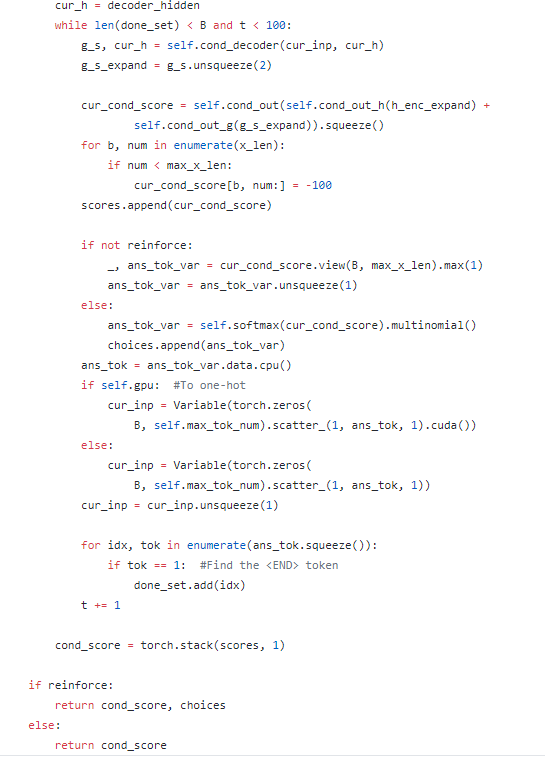 cur_h = decoder_hidden
while len(done_set) < B and t < 100:
g_s, cur_h = self.cond_decoder(cur_inp, cur_h)
g_s_expand = g_s.unsqueeze(2)
cur_cond_score = self.cond_out(self.cond_out_h(h_enc_expand) +
self.cond_out_g(g_s_expand)).squeeze()
for b, num in enumerate(x_len):
if num < max_x_len:
cur_cond_score[b, num:] = -100
scores.append(cur_cond_score)
if not reinforce:
_, ans_tok_var = cur_cond_score.view(B, max_x_len).max(1)
ans_tok_var = ans_tok_var.unsqueeze(1)
else:
ans_tok_var = self.softmax(cur_cond_score).multinomial()
choices.append(ans_tok_var)
ans_tok = ans_tok_var.data.cpu()
if self.gpu:  #To one-hot
cur_inp = Variable(torch.zeros(
B, self.max_tok_num).scatter_(1, ans_tok, 1).cuda())
else:
cur_inp = Variable(torch.zeros(
B, self.max_tok_num).scatter_(1, ans_tok, 1))
cur_inp = cur_inp.unsqueeze(1)
for idx, tok in enumerate(ans_tok.squeeze()):
if tok == 1:  #Find the <END> token
done_set.add(idx)
t += 1
cond_score = torch.stack(scores, 1)
if reinforce:
return cond_score, choices
else:
return cond_score